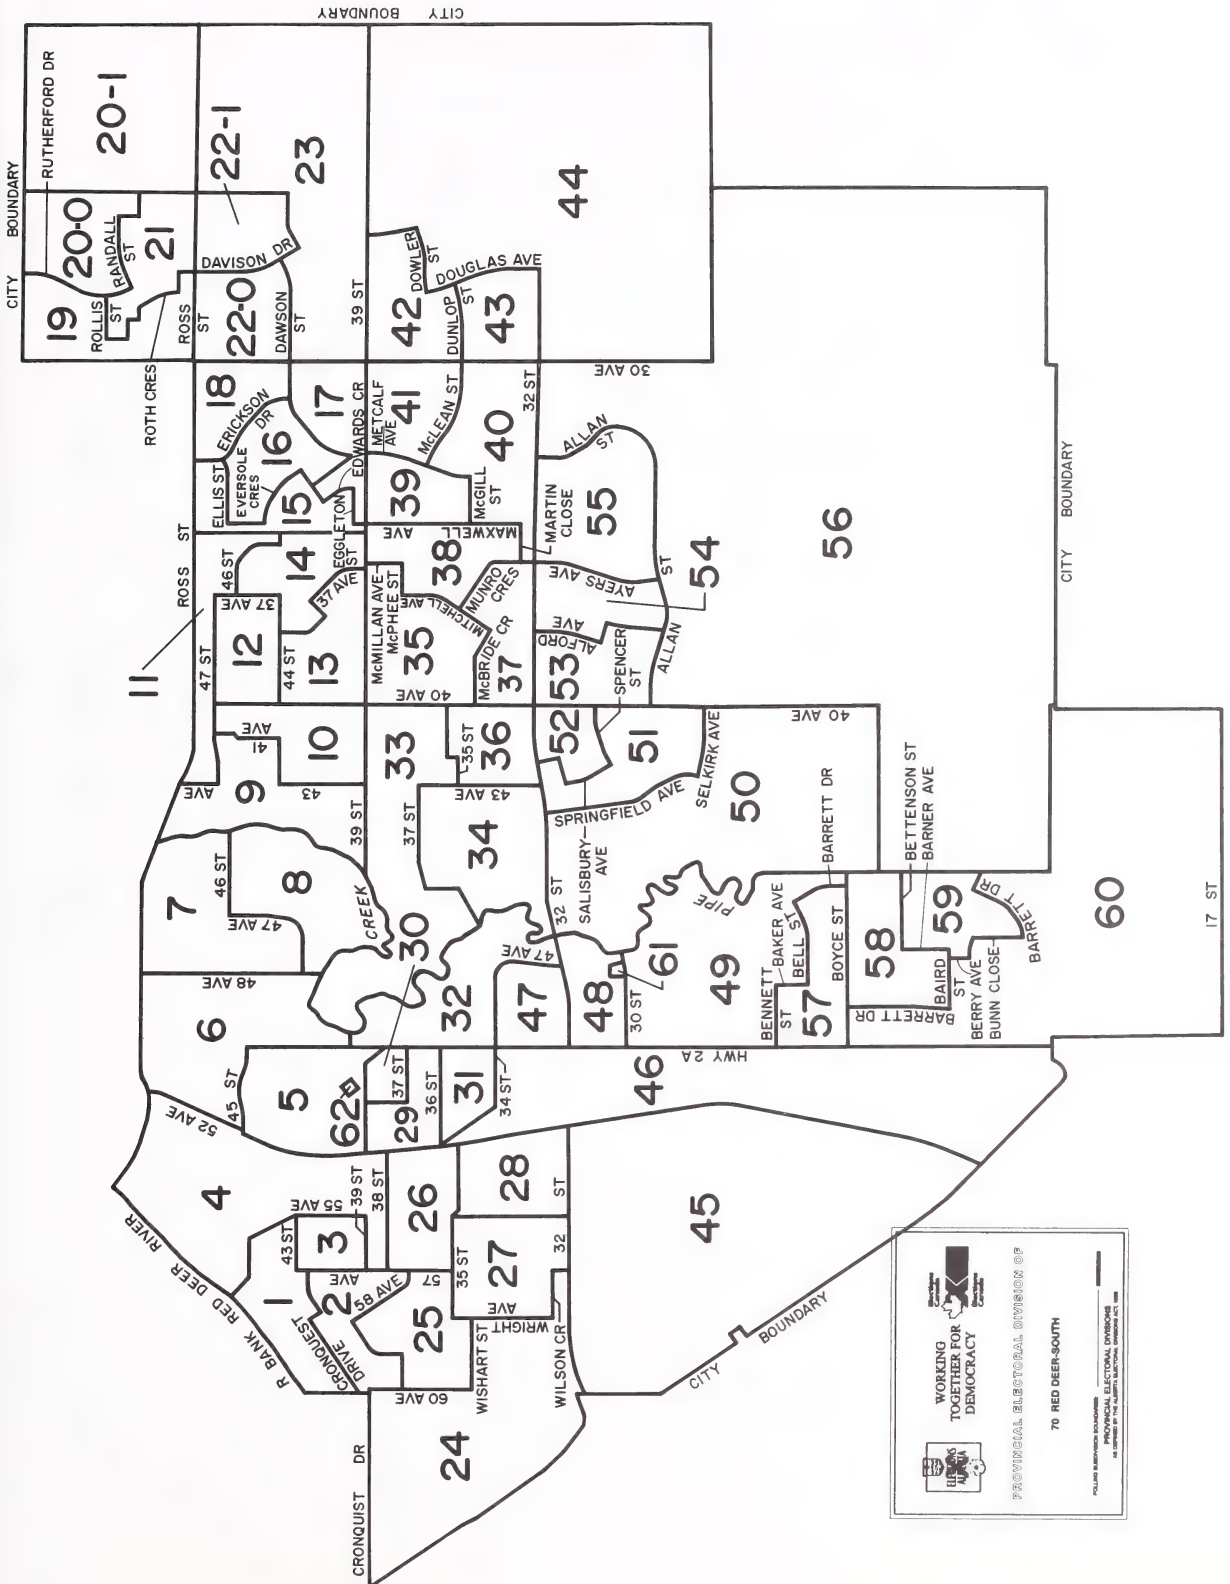 CITY BOUNDARY
CITY BOUNDARY
RUTHERFORD DR
20-1
20-0
RANDALL ST
19
ROLLIS ST
21
ROTH CRES
ROSS ST
22-1
DAVISON DR
22-0
DAWSON ST
23
39 ST
44
42
DOWLER ST
DOUGLAS AVE
DUNLOP ST
43
30 AVE
18
ERICKSON DR
17
16
ELLIS ST
EVERSOLE CRES
15
EDWARDS CR
METCALF AVE
41
McLEAN ST
40
32 ST
39
McGILL ST
EGGLETON ST
MAXWELL AVE
MARTIN CLOSE
ALLAN ST
55
ROSS ST
11
46 ST
14
37 AVE
37 AVE
12
47 ST
44 ST
13
McMILLAN AVE
McPHEE ST
38
MITCHELL AVE
MUNRO CRES
35
McBRIDE CR
37
40 AVE
AYERS AVE
54
ALFORD AVE
53
SPENCER ST
ALLAN ST
56
CITY BOUNDARY
41 AVE
10
9
43 AVE
39 ST
33
35 ST
36
43 AVE
37 ST
34
52
51
SELKIRK AVE
SPRINGFIELD AVE
SALISBURY AVE
40 AVE
50
7
46 ST
8
47 AVE
CREEK
30
32
47 AVE
32 ST
PIPE
47
48
30 ST
61
49
48 AVE
6
BARRETT DR
BAKER AVE
BELL ST
BENNETT ST
57
BOYCE ST
BETTENSON ST
BARNER AVE
58
59
BARRETT DR
BAIRD ST
BERRY AVE
BUNN CLOSE
BARRETT DR
BARRETT
60
17 ST
HWY 2A
45 ST
5
62
52 AVE
37 ST
29
36 ST
31
34 ST
46
4
RIVER
RED DEER
R BANK
55 AVE
39 ST
38 ST
43 ST
3
26
28
32 ST
35 ST
27
45
1
2
57 AVE
58 AVE
CRONQUEST DRIVE
25
WRIGHT AVE
WISHART ST
WILSON CR
60 AVE
24
CRONQUIST DR
CITY BOUNDARY
ELECTIONS ALBERTA
WORKING
TOGETHER FOR
DEMOCRACY
Elections Canada
PROVINCIAL ELECTORAL DIVISION OF
70 RED DEER-SOUTH
POLLING SUBDIVISION BOUNDARIES
PROVINCIAL ELECTORAL DIVISIONS